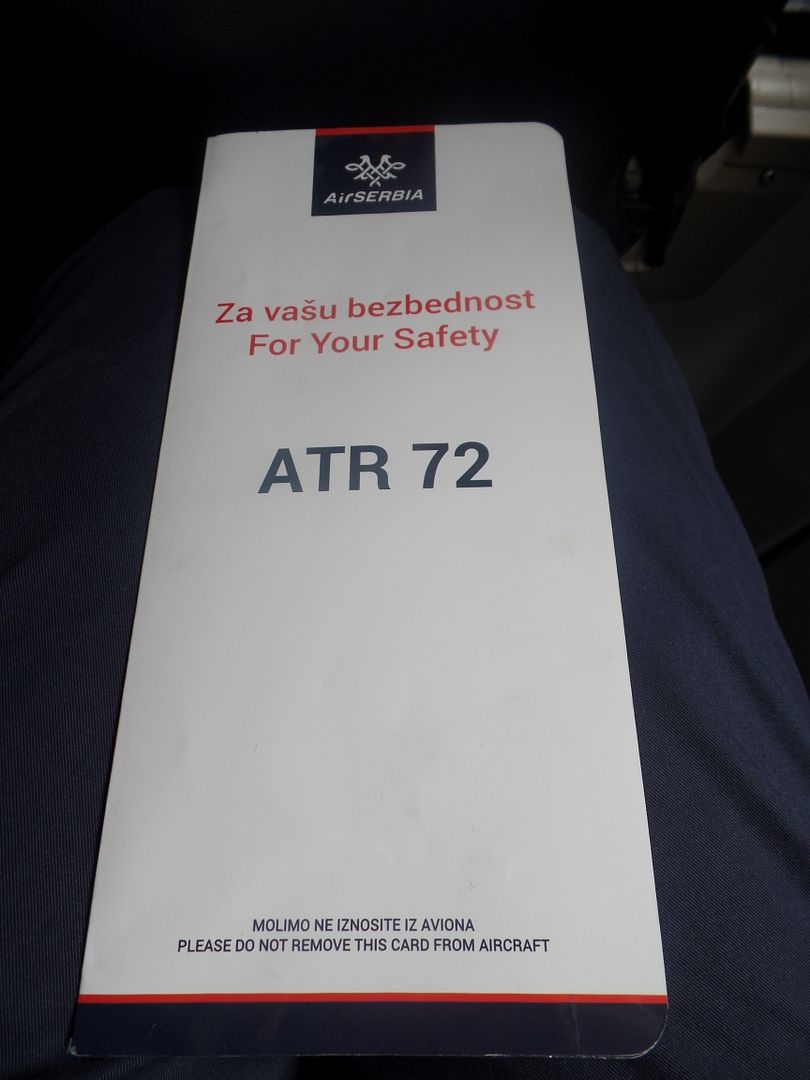 AirSERBIA
Za vašu bezbednost
For Your Safety
ATR 72
MOLIMO NE IZNOSITE IZ AVIONA
PLEASE DO NOT REMOVE THIS CARD FROM AIRCRAFT